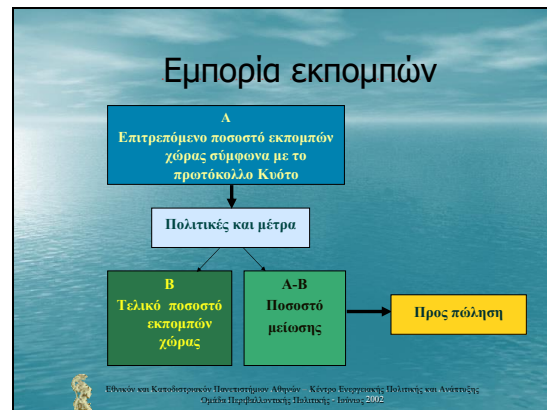 Εμπορία εκπομπών
Α
Επιτρεπόμενο ποσοστό εκπομπών
χώρας σύμφωνα με το
πρωτόκολλο Κυότο
Πολιτικές και μέτρα
Β
Τελικό ποσοστό
εκπομπών
χώρας
Α-Β
Ποσοστό
μείωσης
Προς πώληση
Εθνικόν και Καποδιστριακόν Πανεπιστήμιον Αθηνών Κέντρο Ενεργειακής Πολιτικής και Ανάπτυξης
Ομάδα Περιβαλλοντικής Πολιτικής - Ιούνιος 2002